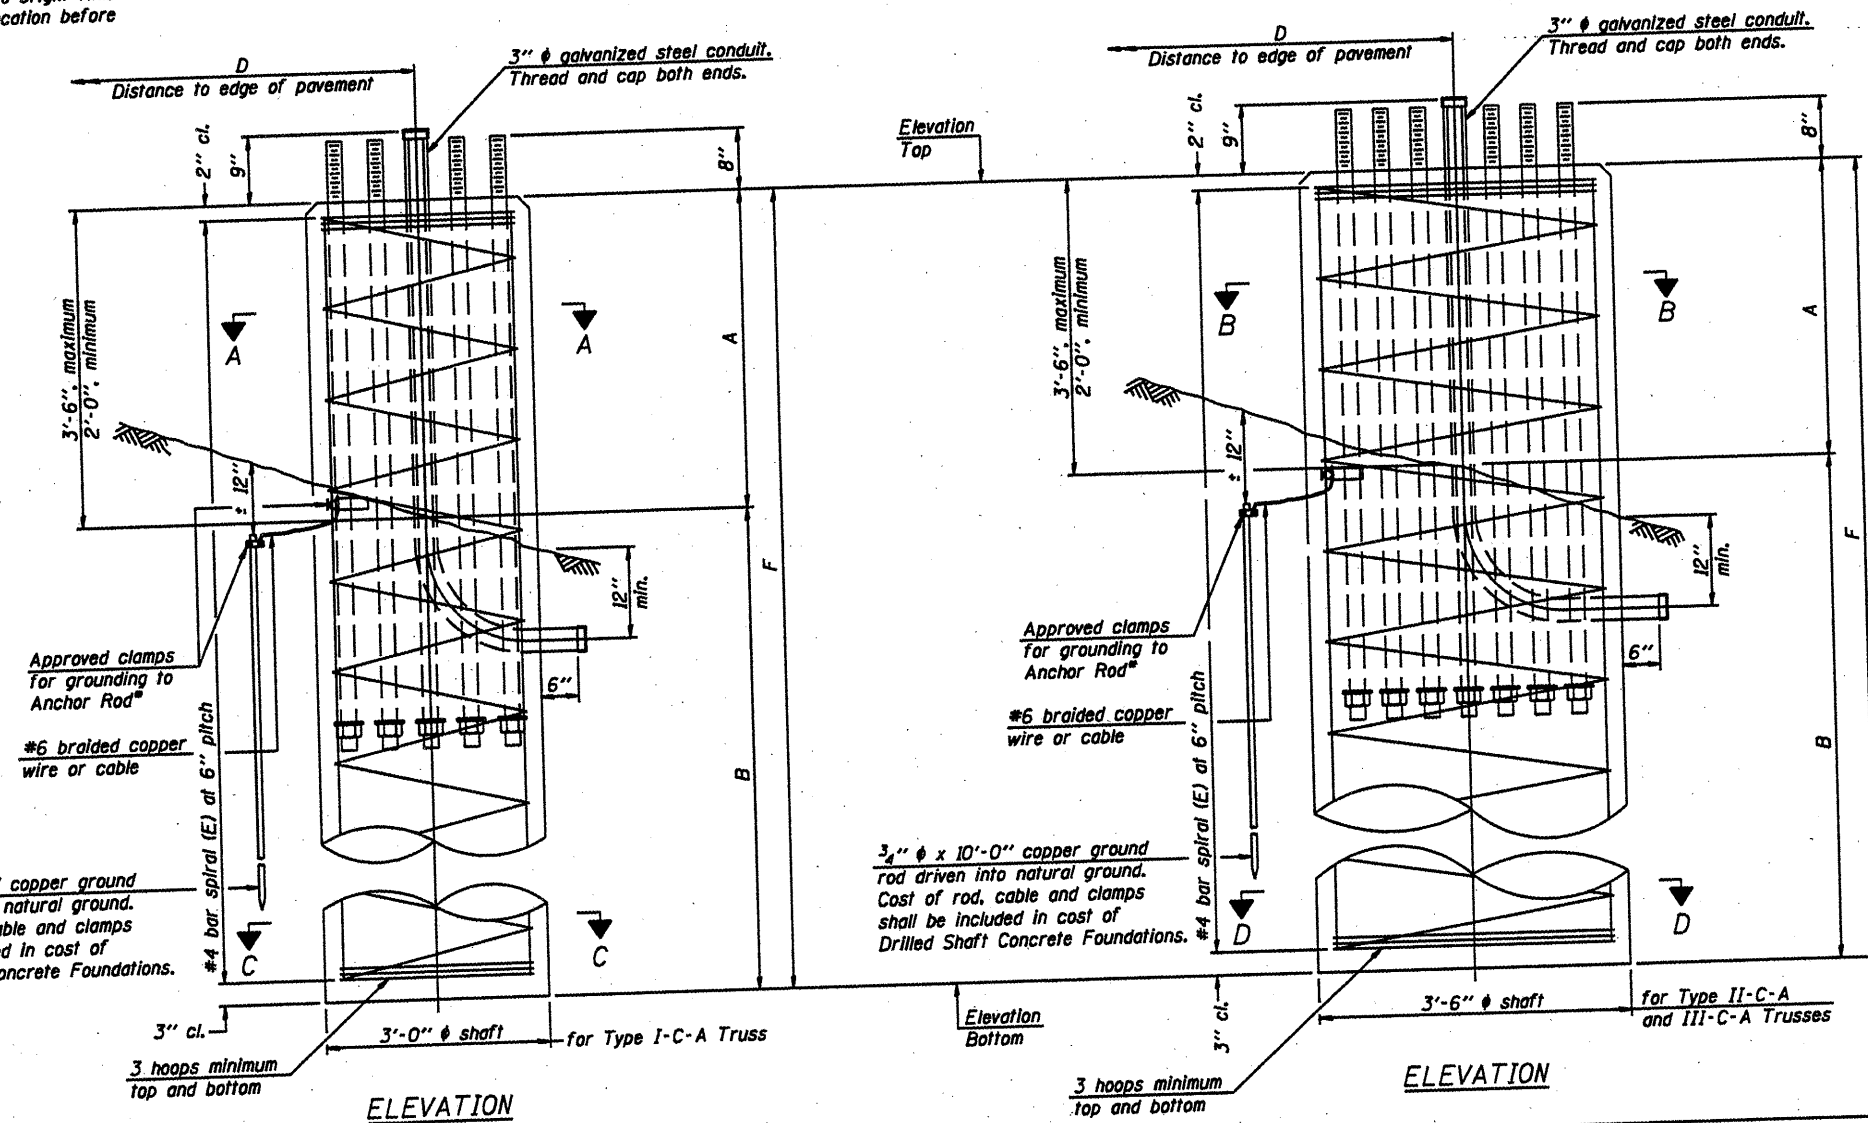 cation before
D
Distance to edge of pavement
3" ϕ galvanized steel conduit.
Thread and cap both ends.
2" cl.
9"
8"
Elevation
Top
3'-6", maximum
2'-0", minimum
A
A
A
± 12"
12"
min.
F
B
6"
Approved clamps
for grounding to
Anchor Rod*
#6 braided copper
wire or cable
#4 bar spiral (E) at 6" pitch
copper ground
natural ground.
able and clamps
ed in cost of
oncrete Foundations.
C
C
3" cl.
3'-0" ϕ shaft
for Type I-C-A Truss
3 hoops minimum
top and bottom
ELEVATION
Elevation
Bottom
D
Distance to edge of pavement
3" ϕ galvanized steel conduit.
Thread and cap both ends.
2" cl.
9"
8"
3'-6", maximum
2'-0", minimum
B
B
A
± 12"
12"
min.
F
B
6"
Approved clamps
for grounding to
Anchor Rod*
#6 braided copper
wire or cable
#4 bar spiral (E) at 6" pitch
3/4" ϕ x 10'-0" copper ground
rod driven into natural ground.
Cost of rod, cable and clamps
shall be included in cost of
Drilled Shaft Concrete Foundations.
D
D
3" cl.
3'-6" ϕ shaft
for Type II-C-A
and III-C-A Trusses
3 hoops minimum
top and bottom
ELEVATION